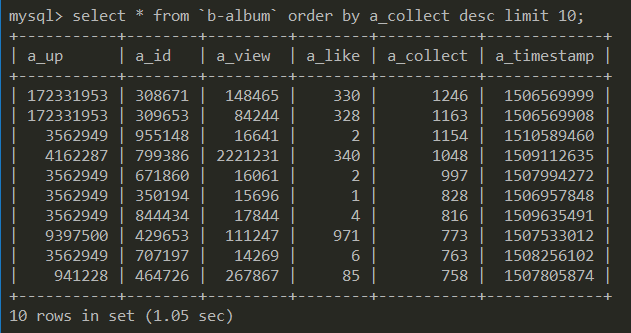 mysql> select * from `b-album` order by a_collect desc limit 10;
+-----------+--------+---------+--------+-----------+-------------+
| a_up      | a_id   | a_view  | a_like | a_collect | a_timestamp |
+-----------+--------+---------+--------+-----------+-------------+
| 172331953 | 308671 |  148465 |    330 |      1246 |  1506569999 |
| 172331953 | 309653 |   84244 |    328 |      1163 |  1506569908 |
|   3562949 | 955148 |   16641 |      2 |      1154 |  1510589460 |
|   4162287 | 799386 | 2221231 |    340 |      1048 |  1509112635 |
|   3562949 | 671860 |   16061 |      2 |       997 |  1507994272 |
|   3562949 | 350194 |   15696 |      1 |       828 |  1506957848 |
|   3562949 | 844434 |   17844 |      4 |       816 |  1509635491 |
|   9397500 | 429653 |  111247 |    971 |       773 |  1507533012 |
|   3562949 | 707197 |   14269 |      6 |       763 |  1508256102 |
|    941228 | 464726 |  267867 |     85 |       758 |  1507805874 |
+-----------+--------+---------+--------+-----------+-------------+
10 rows in set (1.05 sec)